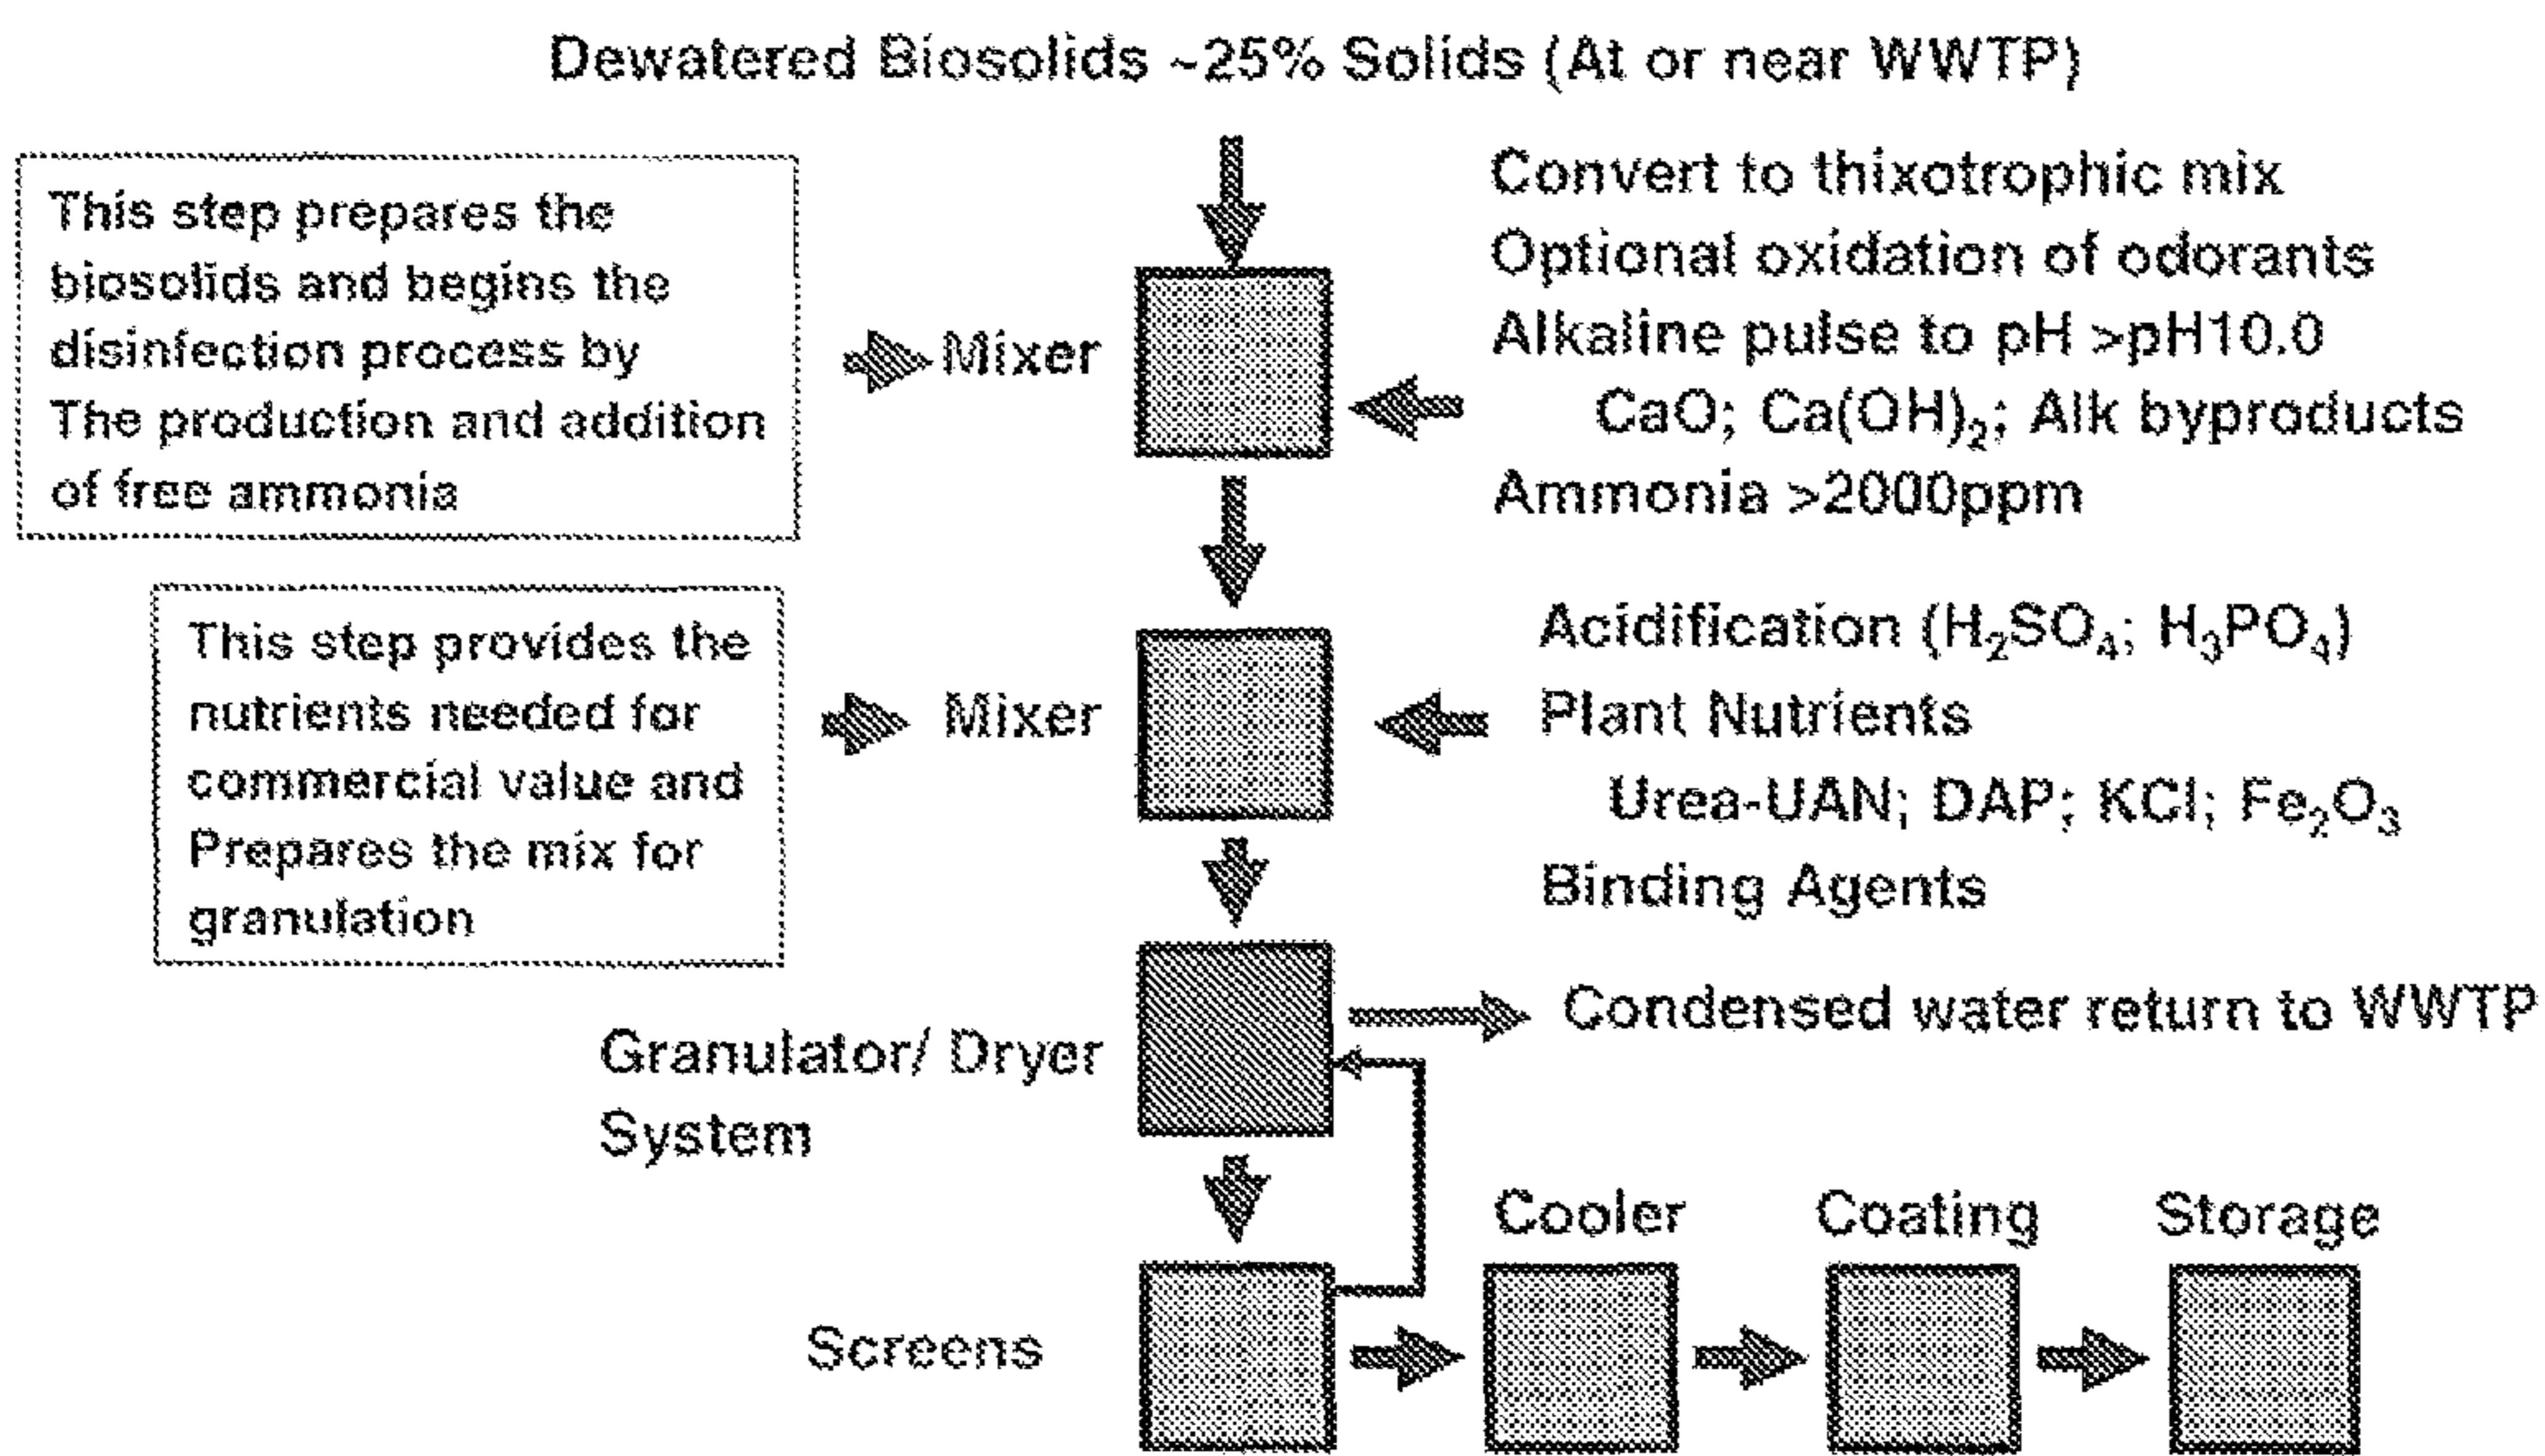 Dewatered Biosolids ~25% Solids (At or near WWTP)
This step prepares the
biosolids and begins the
disinfection process by
The production and addition
of free ammonia
Mixer
Convert to thixotrophic mix
Optional oxidation of odorants
Alkaline pulse to pH >pH10.0
CaO; Ca(OH)₂; Alk byproducts
Ammonia >2000ppm
This step provides the
nutrients needed for
commercial value and
Prepares the mix for
granulation
Mixer
Acidification (H₂SO₄; H₃PO₄)
Plant Nutrients
Urea-UAN; DAP; KCl; Fe₂O₃
Binding Agents
Granulator/ Dryer
System
Condensed water return to WWTP
Screens
Cooler
Coating
Storage